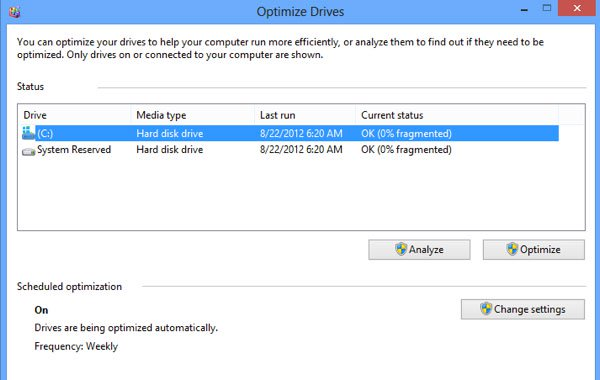 Optimize Drives
You can optimize your drives to help your computer run more efficiently, or analyze them to find out if they need to be
optimized. Only drives on or connected to your computer are shown.
Status
Drive Media type Last run Current status
(C:) Hard disk drive 8/22/2012 6:20 AM OK (0% fragmented)
System Reserved Hard disk drive 8/22/2012 6:20 AM OK (0% fragmented)
Analyze Optimize
Scheduled optimization
On Change settings
Drives are being optimized automatically.
Frequency: Weekly